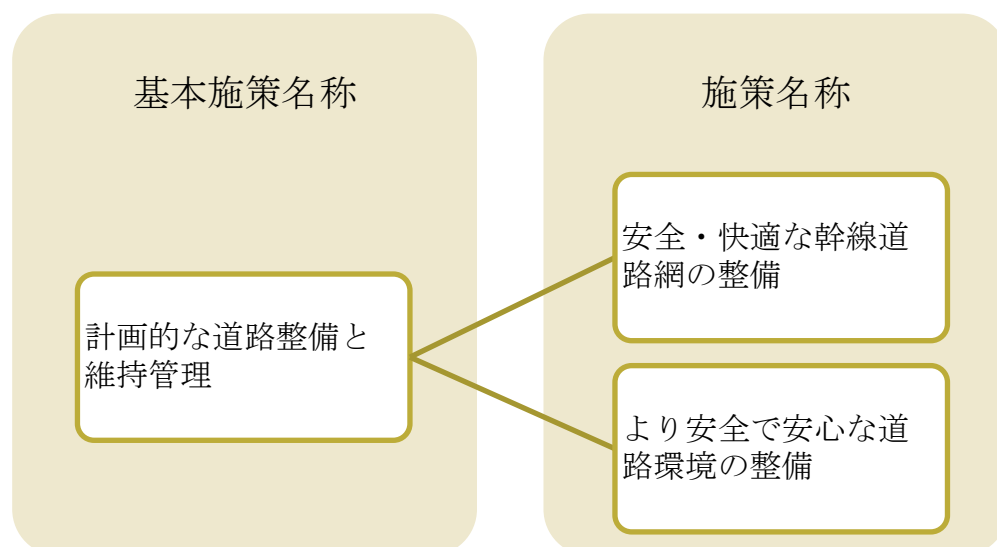 基本施策名称
施策名称
計画的な道路整備と
維持管理
安全・快適な幹線道
路網の整備
より安全で安心な道
路環境の整備